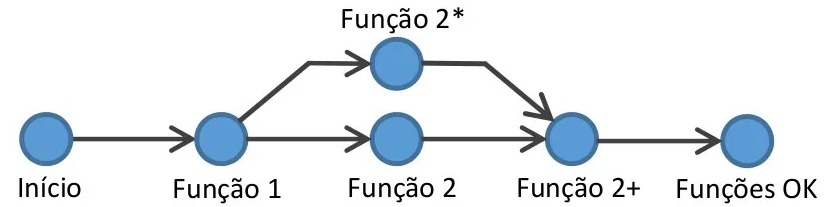 Função 2*
Início
Função 1
Função 2
Função 2+
Funções OK